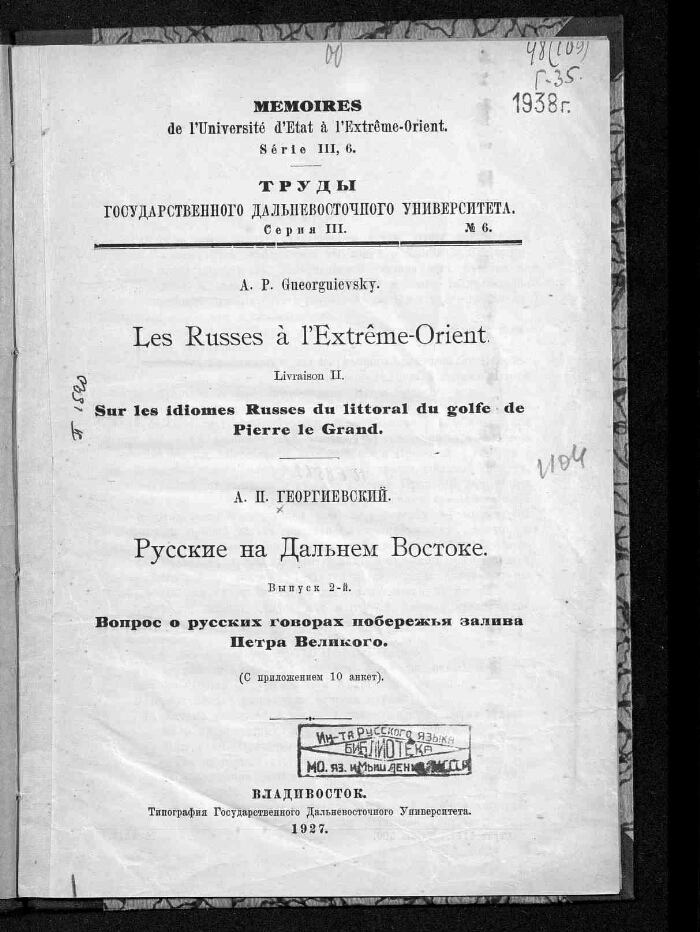 48(109)
Г-35.
1938г.
MEMOIRES
de l'Université d'Etat à l'Extrême-Orient.
Série III, 6.
ТРУДЫ
ГОСУДАРСТВЕННОГО ДАЛЬНЕВОСТОЧНОГО УНИВЕРСИТЕТА.
Серия III. № 6.
A. P. Gueorguievsky.
Les Russes à l'Extrême-Orient.
Livraison II.
Sur les idiomes Russes du littoral du golfe de
Pierre le Grand.
А. П. ГЕОРГИЕВСКИЙ.
Русские на Дальнем Востоке.
Выпуск 2-й.
Вопрос о русских говорах побережья залива
Петра Великого.
(С приложением 10 анкет).
Ин-та Русского языка
БИБЛИОТЕКА
ВЛАДИВОСТОК.
Типография Государственного Дальневосточного Университета.
1927.